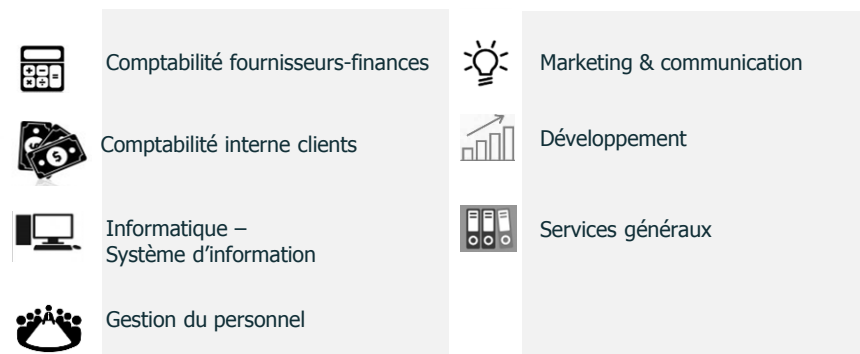 Comptabilité fournisseurs-finances
Comptabilité interne clients
Informatique –
Système d’information
Gestion du personnel
Marketing & communication
Développement
Services généraux